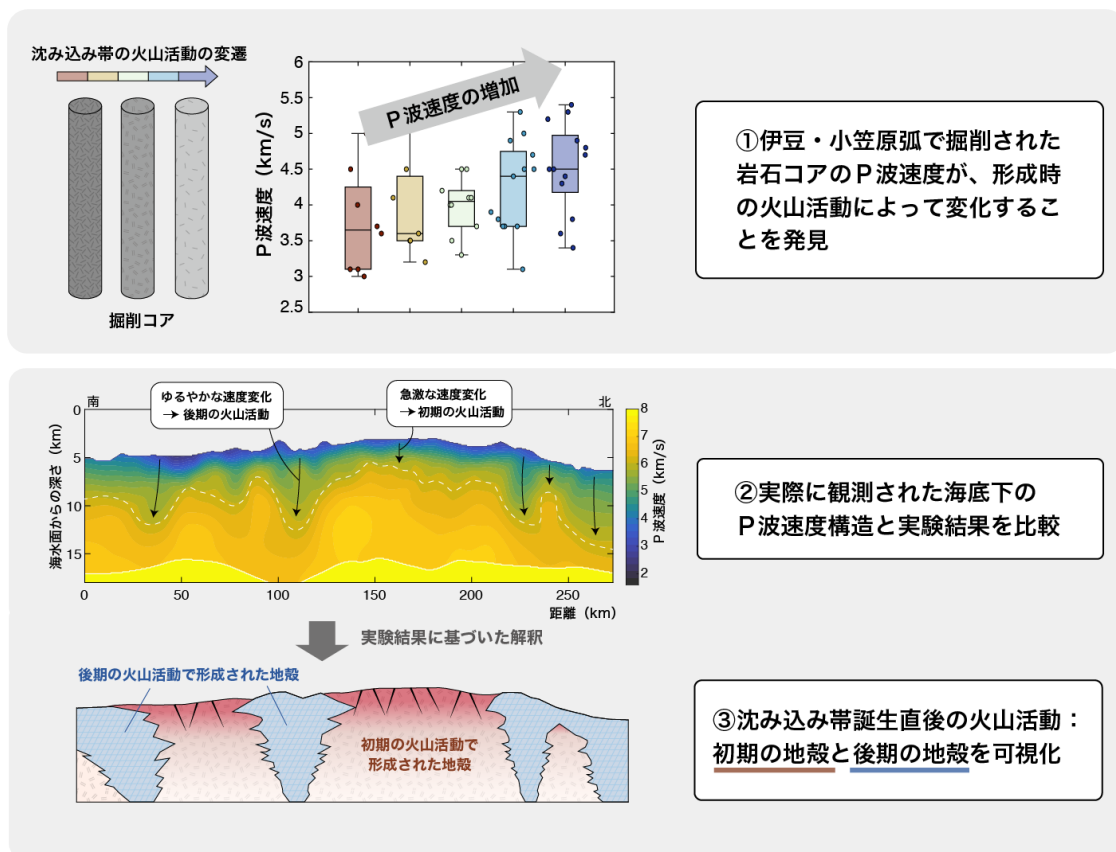 沈み込み帯の火山活動の変遷
掘削コア
P波速度 (km/s)
6
5.5
5
4.5
4
3.5
3
2.5
P波速度の増加
①伊豆・小笠原弧で掘削された
岩石コアのP波速度が、形成時
の火山活動によって変化するこ
とを発見
南
北
ゆるやかな速度変化
→ 後期の火山活動
急激な速度変化
→初期の火山活動
海水面からの深さ (km)
0
5
10
15
0
50
100
150
200
250
距離 (km)
8
7
6
5
4
3
2
P波速度 (km/s)
②実際に観測された海底下の
P波速度構造と実験結果を比較
実験結果に基づいた解釈
後期の火山活動で形成された地殻
初期の火山活動で
形成された地殻
③沈み込み帯誕生直後の火山活動：
初期の地殻と後期の地殻を可視化